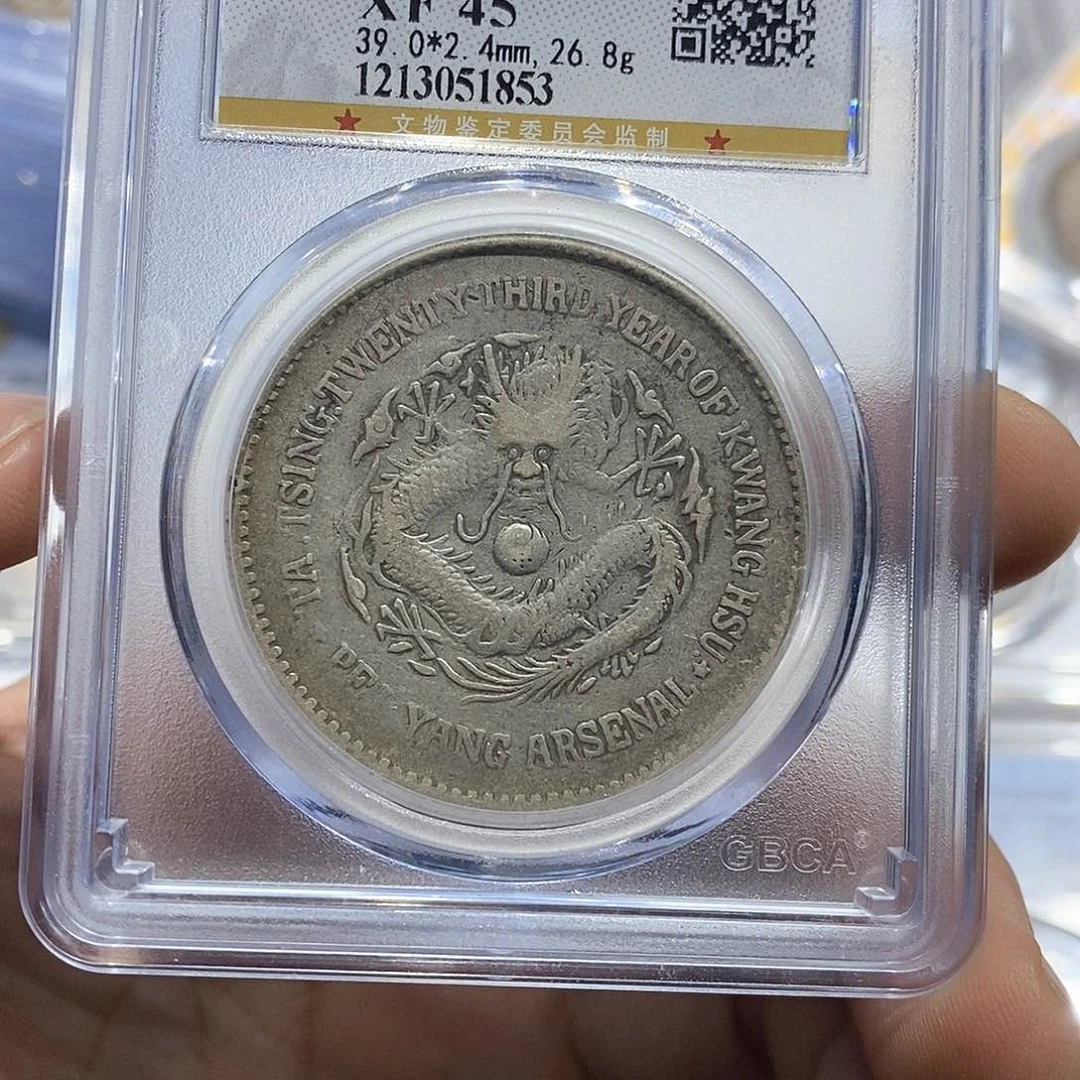 XF 45
39.0*2.4mm, 26.8g
1213051853
文物鉴定委员会监制
TA. TSING. TWENTY-THIRD YEAR OF KWANG HSU.
PE YANG ARSENAL
GBCA